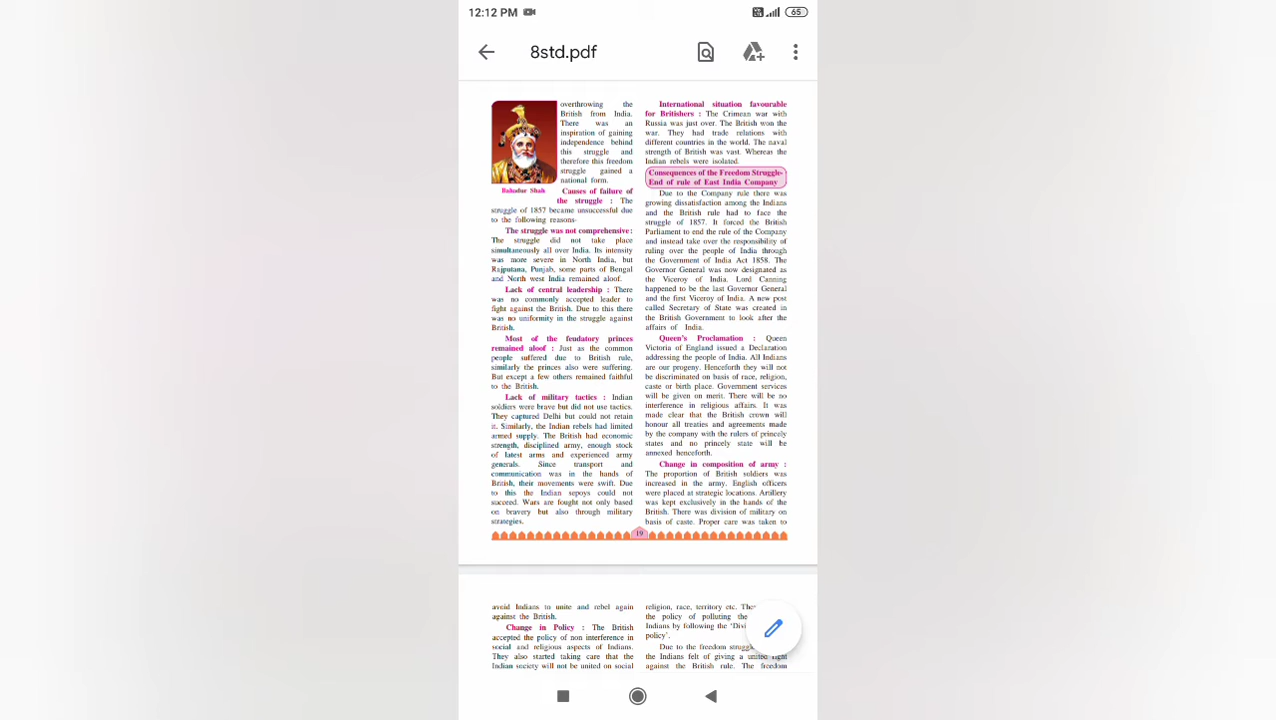 12:12 PM
65
8std.pdf
overthrowing the
British from India.
There was an
inspiration of gaining
independence behind
this struggle and
therefore this freedom
struggle gained a
national form.
Bahadur Shah
Causes of failure of
the struggle : The
struggle of 1857 became unsuccessful due
to the following reasons-
The struggle was not comprehensive:
The struggle did not take place
simultaneously all over India. Its intensity
was more severe in North India, but
Rajputana, Punjab, some parts of Bengal
and North west India remained aloof.
Lack of central leadership : There
was no commonly accepted leader to
fight against the British. Due to this there
was no uniformity in the struggle against
British.
Most of the feudatory princes
remained aloof : Just as the common
people suffered due to British rule,
similarly the princes also were suffering.
But except a few others remained faithful
to the British.
Lack of military tactics : Indian
soldiers were brave but did not use tactics.
They captured Delhi but could not retain
it. Similarly, the Indian rebels had limited
armed supply. The British had economic
strength, disciplined army, enough stock
of latest arms and experienced army
generals. Since transport and
communication was in the hands of
British, their movements were swift. Due
to this the Indian sepoys could not
succeed. Wars are fought not only based
on bravery but also through military
strategies.
International situation favourable
for Britishers : The Crimean war with
Russia was just over. The British won the
war. They had trade relations with
different countries in the world. The naval
strength of British was vast. Whereas the
Indian rebels were isolated.
Consequences of the Freedom Struggle-
End of rule of East India Company
Due to the Company rule there was
growing dissatisfaction among the Indians
and the British rule had to face the
struggle of 1857. It forced the British
Parliament to end the rule of the Company
and instead take over the responsibility of
ruling over the people of India through
the Government of India Act 1858. The
Governor General was now designated as
the Viceroy of India. Lord Canning
happened to be the last Governor General
and the first Viceroy of India. A new post
called Secretary of State was created in
the British Government to look after the
affairs of India.
Queen's Proclamation : Queen
Victoria of England issued a Declaration
addressing the people of India. All Indians
are our progeny. Henceforth they will not
be discriminated on basis of race, religion,
caste or birth place. Government services
will be given on merit. There will be no
interference in religious affairs. It was
made clear that the British crown will
honour all treaties and agreements made
by the company with the rulers of princely
states and no princely state will be
annexed henceforth.
Change in composition of army :
The proportion of British soldiers was
increased in the army. English officers
were placed at strategic locations. Artillery
was kept exclusively in the hands of the
British. There was division of military on
basis of caste. Proper care was taken to
19
avoid Indians to unite and rebel again
against the British.
Change in Policy : The British
accepted the policy of non interference in
social and religious aspects of Indians.
They also started taking care that the
Indian society will not be united on social
religion, race, territory etc.
the policy of polluting the
Indians by following the
policy'.
Due to the freedom
the Indians felt of giving a united fight
against the British rule. The freedom